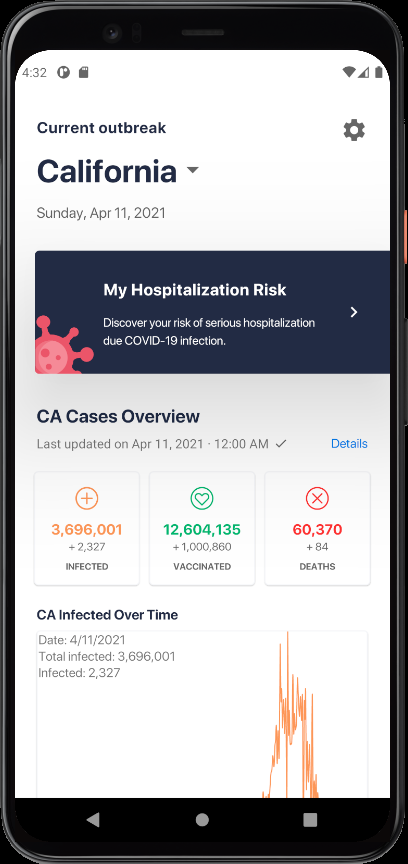 4:32
Current outbreak
California
Sunday, Apr 11, 2021
My Hospitalization Risk
Discover your risk of serious hospitalization
due COVID-19 infection.
CA Cases Overview
Last updated on Apr 11, 2021 · 12:00 AM
Details
3,696,001
+ 2,327
INFECTED
12,604,135
+ 1,000,860
VACCINATED
60,370
+ 84
DEATHS
CA Infected Over Time
Date: 4/11/2021
Total infected: 3,696,001
Infected: 2,327